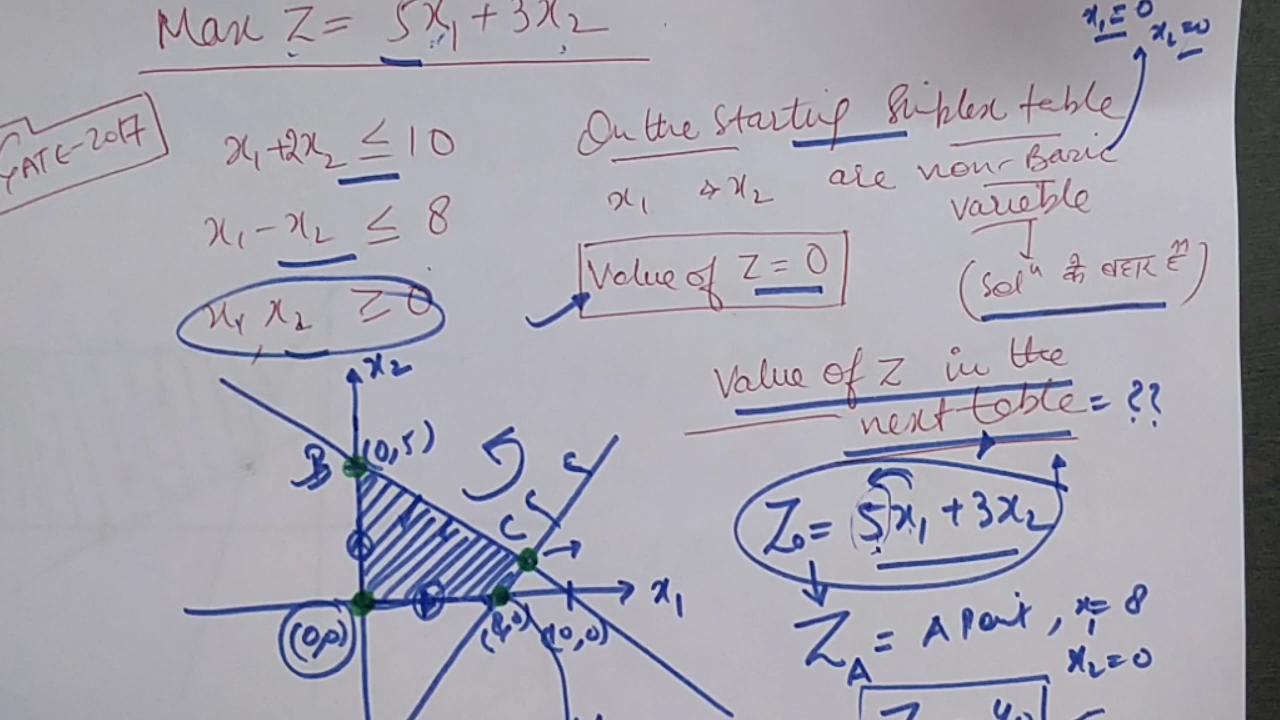 Max Z = 5x₁ + 3x₂
x₁ = 0
x₂ = 0
GATE-2017
x₁ + 2x₂ ≤ 10
x₁ - x₂ ≤ 8
x₁, x₂ ≥ 0
On the starting Simplex table
x₁ & x₂ are non-Basic
variable
(Solⁿ के बाहर हैं)
Value of Z = 0
Value of Z in the
next table = ??
x₂
B (0,5)
C
x₁
(0,0)
(8,0)
(10,0)
Z₀ = 5x₁ + 3x₂
Z_A = A Point, x₁ = 8
x₂ = 0